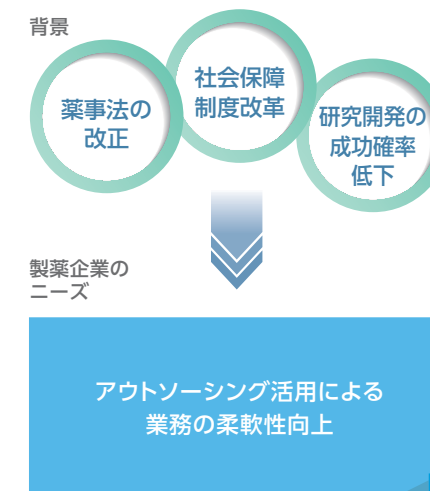 背景
薬事法の
改正
社会保障
制度改革
研究開発の
成功確率
低下
製薬企業の
ニーズ
アウトソーシング活用による
業務の柔軟性向上